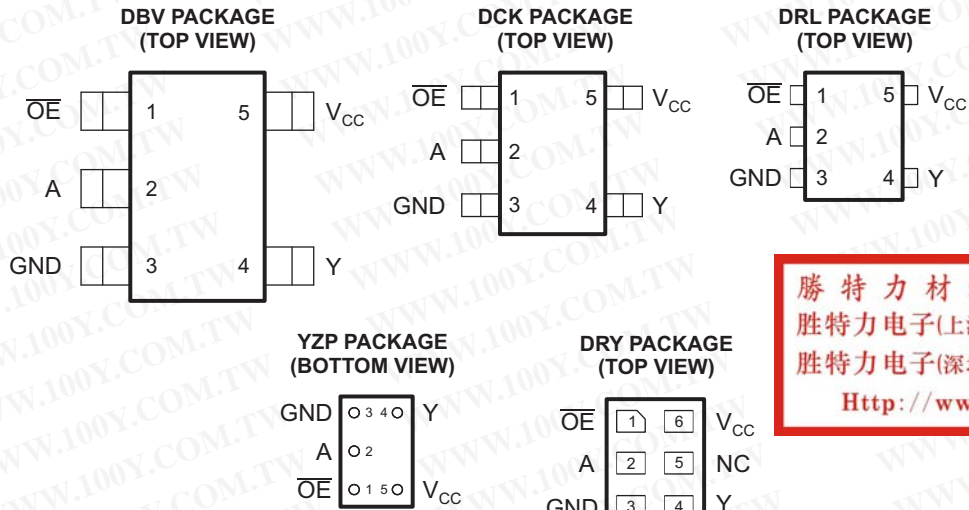 DBV PACKAGE
(TOP VIEW)
OE 1 5 VCC
A 2
GND 3 4 Y
DCK PACKAGE
(TOP VIEW)
OE 1 5 VCC
A 2
GND 3 4 Y
DRL PACKAGE
(TOP VIEW)
OE 1 5 VCC
A 2
GND 3 4 Y
勝特力材
胜特力电子(上
胜特力电子(深
Http://ww
YZP PACKAGE
(BOTTOM VIEW)
GND 3 4 Y
A 2
OE 1 5 VCC
DRY PACKAGE
(TOP VIEW)
OE 1 6 VCC
A 2 5 NC
GND 3 4 Y
WWW.100Y.COM.TW